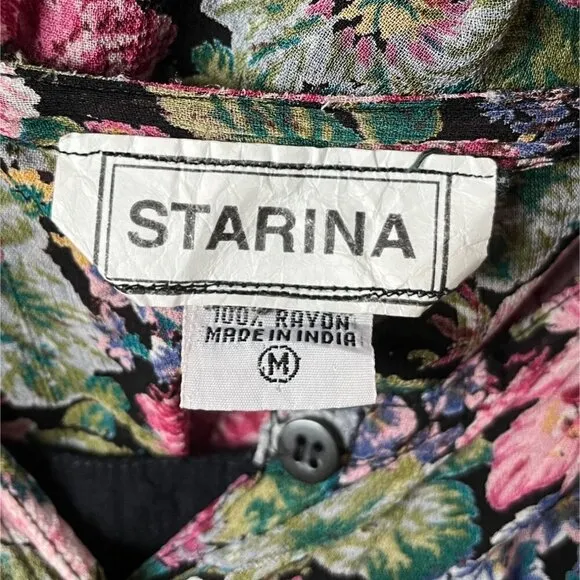 STARINA
100% RAYON
MADE IN INDIA
M